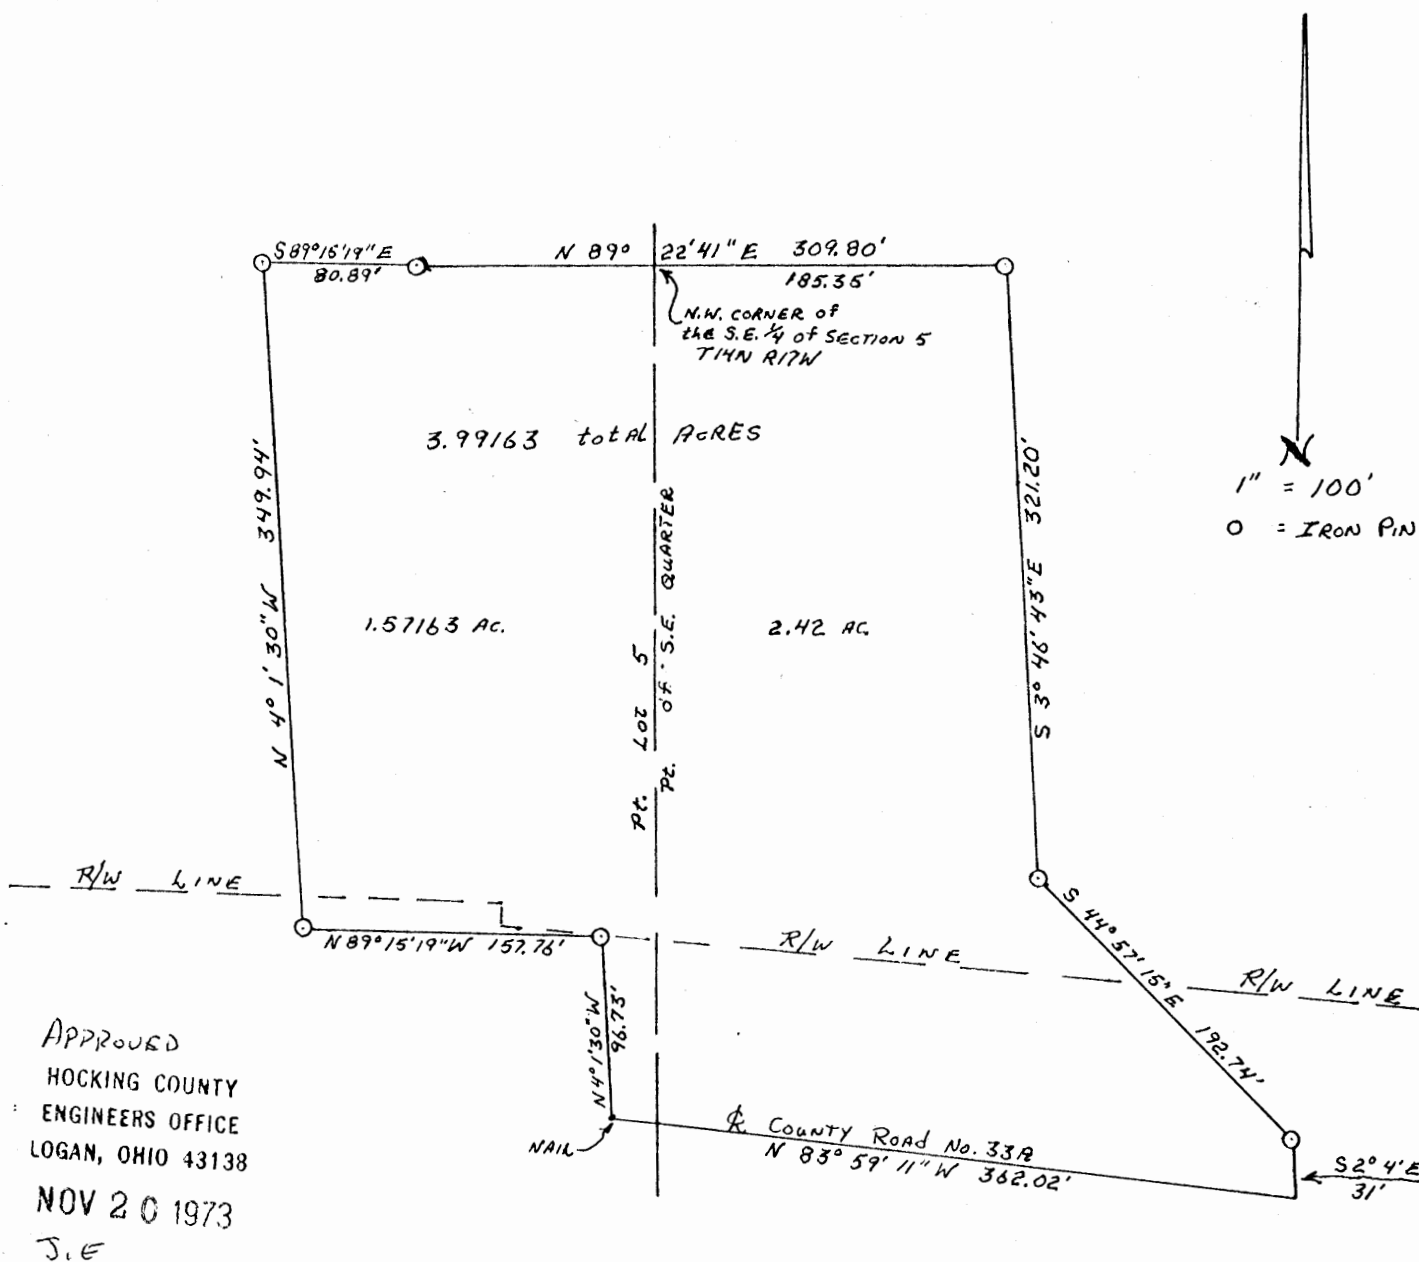 S 89° 15' 19" E
80.89'
N 89° 22' 41" E 309.80'
185.35'
N.W. CORNER of
the S.E. ¼ of SECTION 5
T14N R17W
3.99163 total ACRES
N 4° 1' 30" W 349.94'
S 3° 46' 43" E 321.20'
1.57163 AC.
2.42 AC.
Pt. LOT 5
Pt. of S.E. QUARTER
N
1" = 100'
O = IRON PIN
R/W LINE
N 89° 15' 19" W 157.76'
R/W LINE
R/W LINE
S 44° 57' 15" E 192.74'
N 4° 1' 30" W
96.73'
NAIL
℄ COUNTY ROAD No. 33A
N 83° 59' 11" W 362.02'
S 2° 4' E
31'
APPROVED
HOCKING COUNTY
ENGINEERS OFFICE
LOGAN, OHIO 43138
NOV 20 1973
J.E